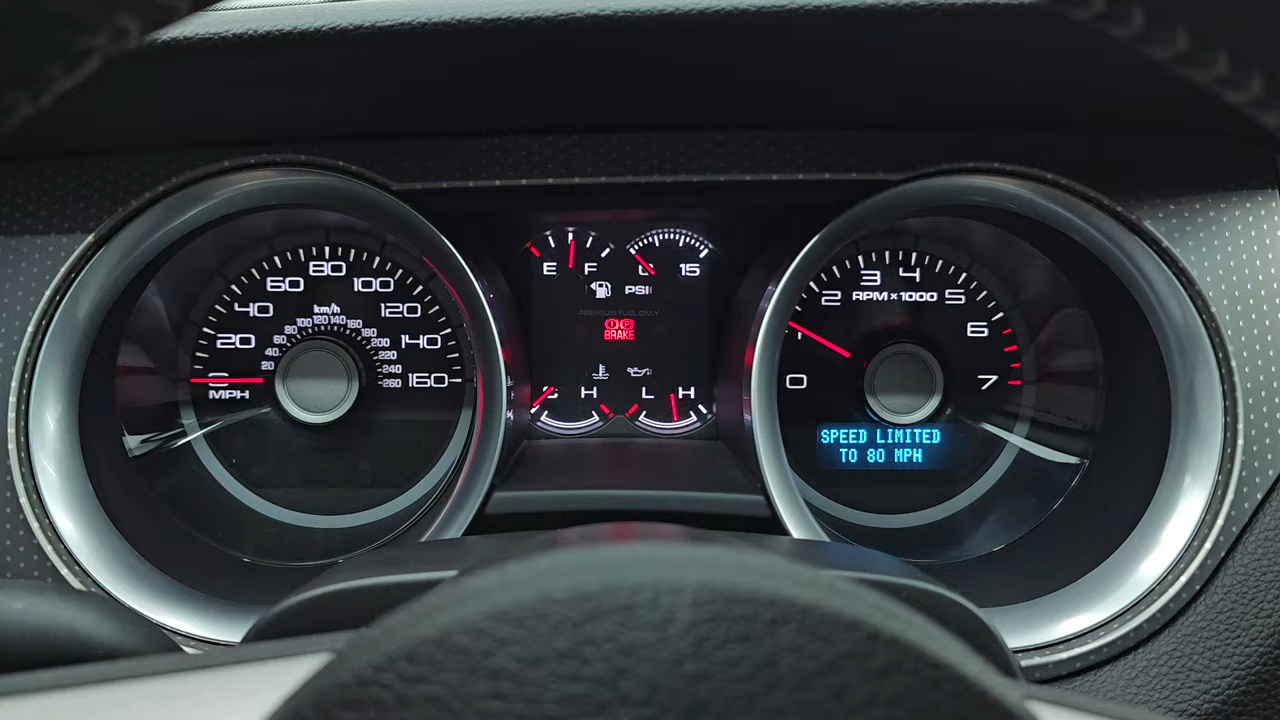 20
40
60
80
100
120
140
160
MPH
km/h
20
40
60
80
100
120
140
160
180
200
220
240
260
E F
15
PSI
PREMIUM FUEL ONLY
BRAKE
H
L H
0
1
2
3
4
5
6
7
RPM x 1000
SPEED LIMITED
TO 80 MPH